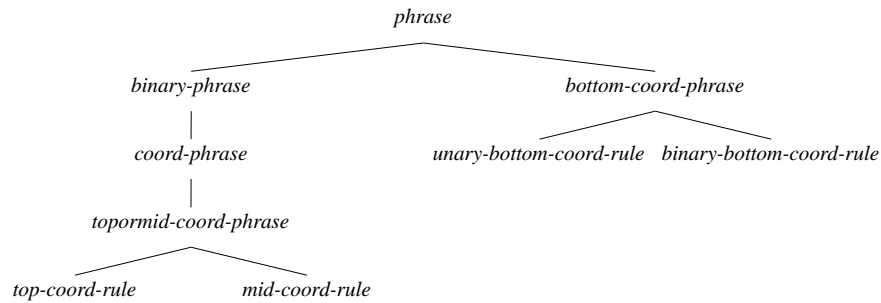 phrase
binary-phrase bottom-coord-phrase
coord-phrase unary-bottom-coord-rule binary-bottom-coord-rule
topormid-coord-phrase
top-coord-rule mid-coord-rule